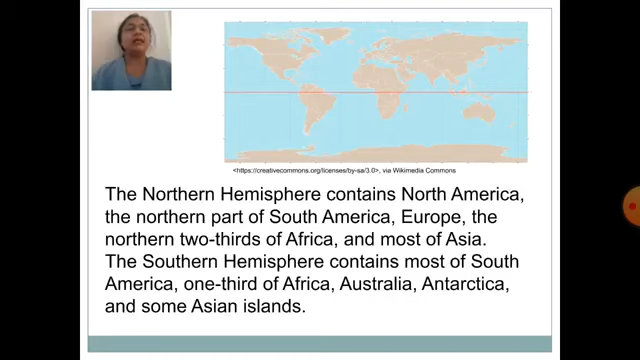 <https://creativecommons.org/licenses/by-sa/3.0>, via Wikimedia Commons
The Northern Hemisphere contains North America,
the northern part of South America, Europe, the
northern two-thirds of Africa, and most of Asia.
The Southern Hemisphere contains most of South
America, one-third of Africa, Australia, Antarctica,
and some Asian islands.